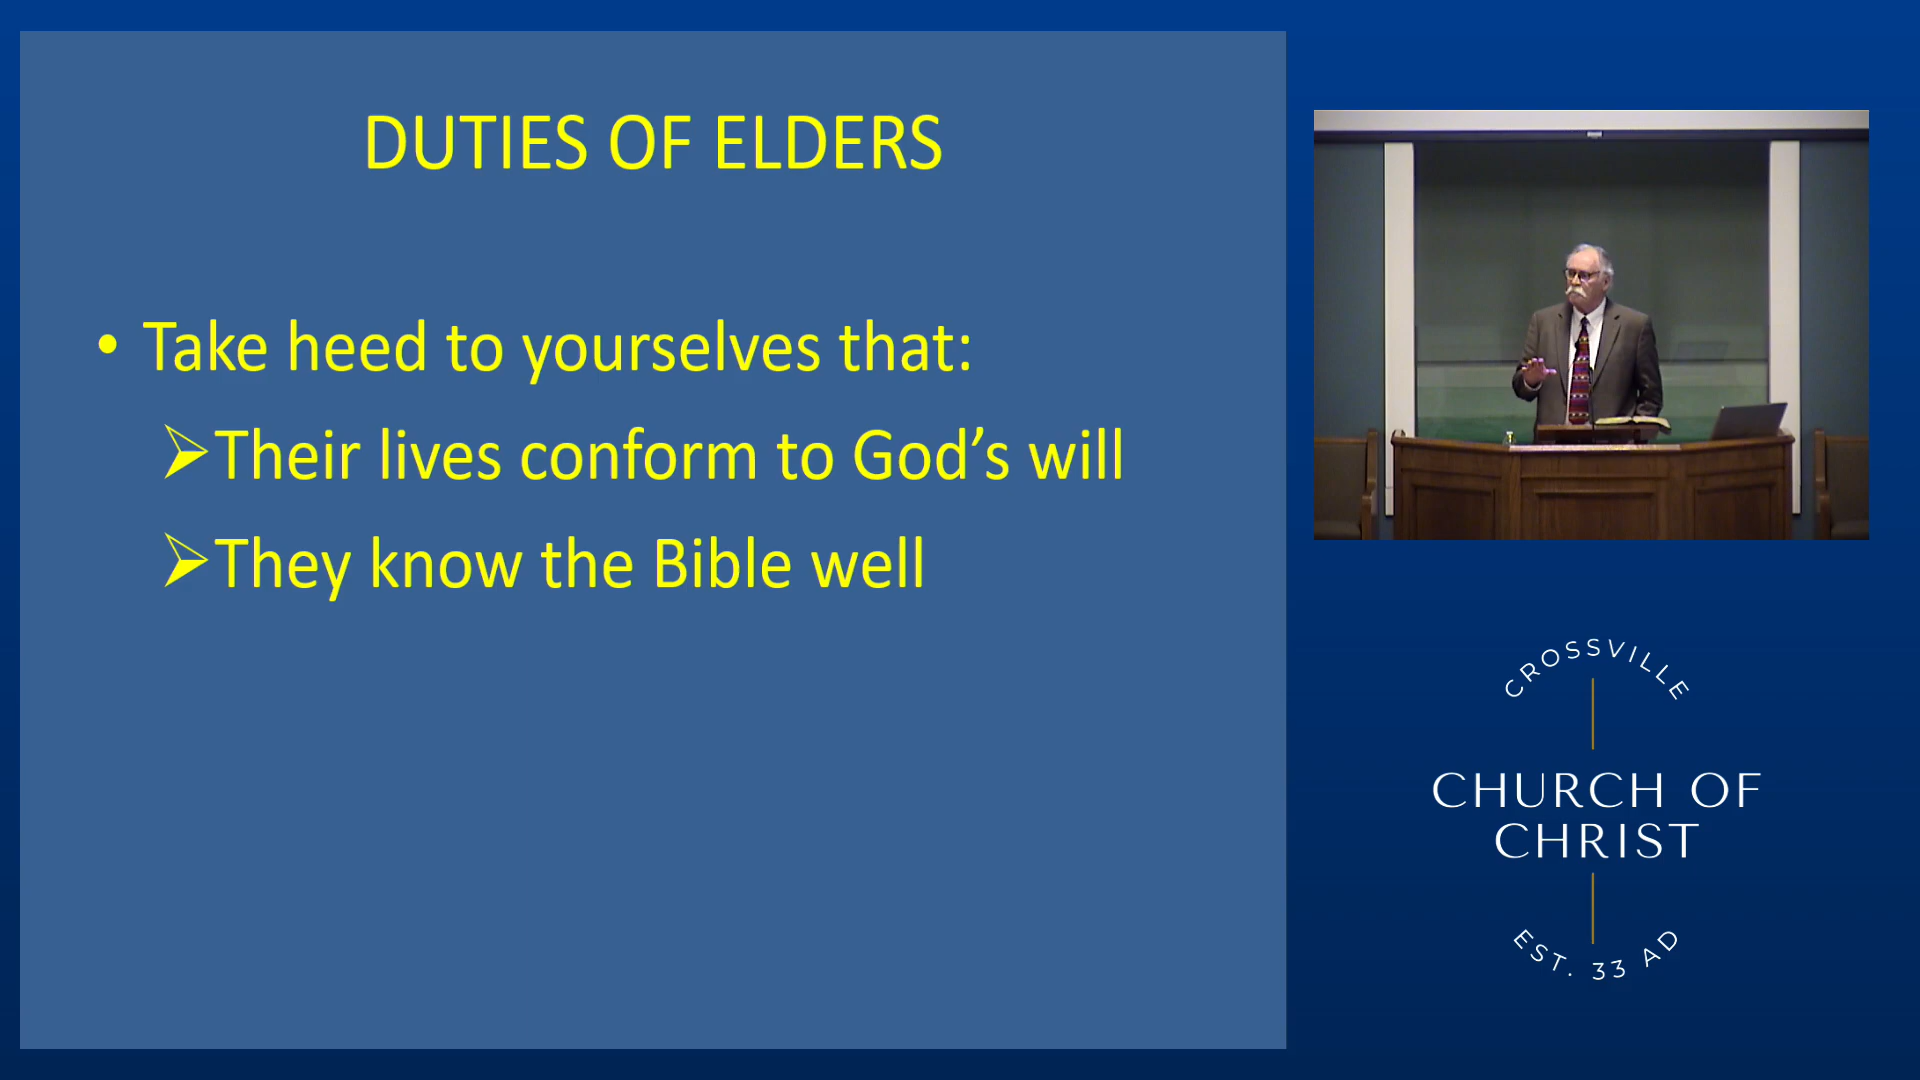 DUTIES OF ELDERS
• Take heed to yourselves that:
➢Their lives conform to God’s will
➢They know the Bible well
CROSSVILLE
CHURCH OF
CHRIST
EST. 33 AD